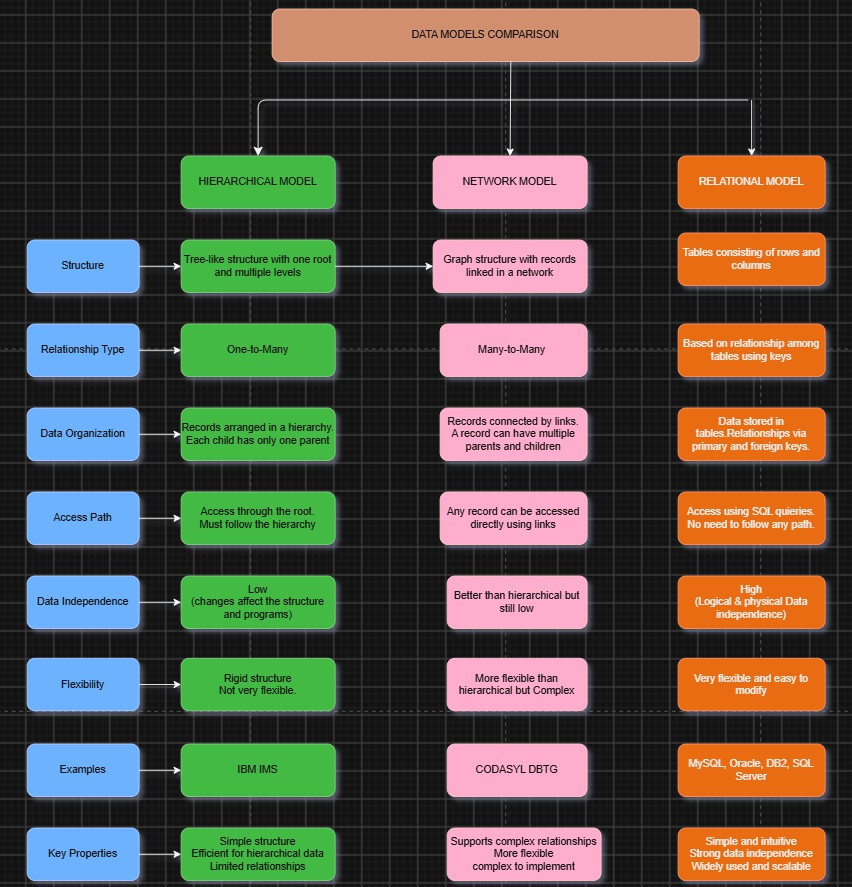 DATA MODELS COMPARISON
HIERARCHICAL MODEL
NETWORK MODEL
RELATIONAL MODEL
Structure
Tree-like structure with one root
and multiple levels
Graph structure with records
linked in a network
Tables consisting of rows and
columns
Relationship Type
One-to-Many
Many-to-Many
Based on relationship among
tables using keys
Data Organization
Records arranged in a hierarchy.
Each child has only one parent
Records connected by links.
A record can have multiple
parents and children
Data stored in
tables.Relationships via
primary and foreign keys.
Access Path
Access through the root.
Must follow the hierarchy
Any record can be accessed
directly using links
Access using SQL quieries.
No need to follow any path.
Data Independence
Low
(changes affect the structure
and programs)
Better than hierarchical but
still low
High
(Logical & physical Data
independence)
Flexibility
Rigid structure
Not very flexible.
More flexible than
hierarchical but Complex
Very flexible and easy to
modify
Examples
IBM IMS
CODASYL DBTG
MySQL, Oracle, DB2, SQL
Server
Key Properties
Simple structure
Efficient for hierarchical data
Limited relationships
Supports complex relationships
More flexible
complex to implement
Simple and intuitive
Strong data independence
Widely used and scalable